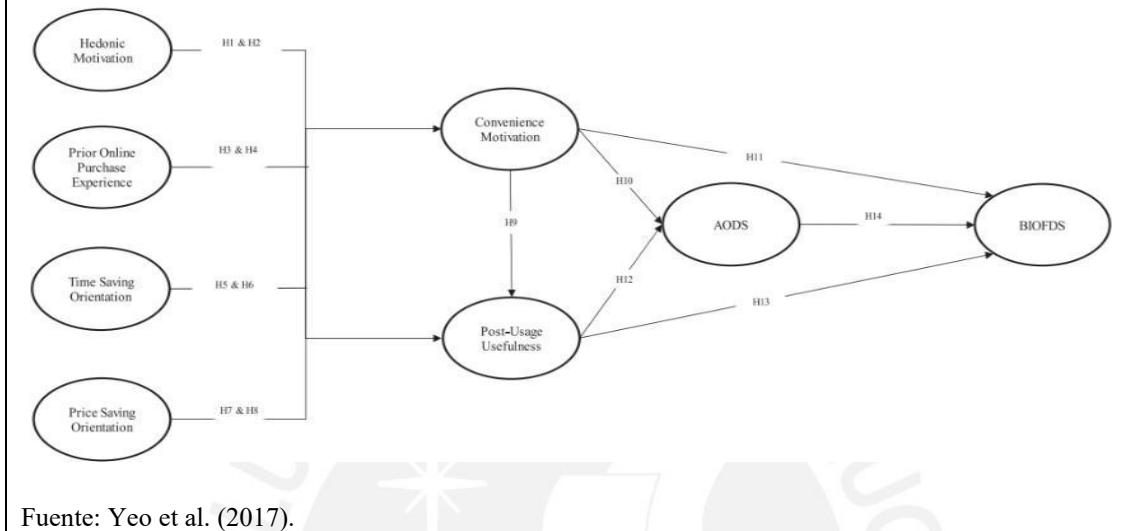 Hedonic
Motivation
H1 & H2
Prior Online
Purchase
Experience
H3 & H4
Time Saving
Orientation
H5 & H6
Price Saving
Orientation
H7 & H8
Convenience
Motivation
H9
Post-Usage
Usefulness
H10
H11
H12
AODS
H14
H13
BIOFDS
Fuente: Yeo et al. (2017).